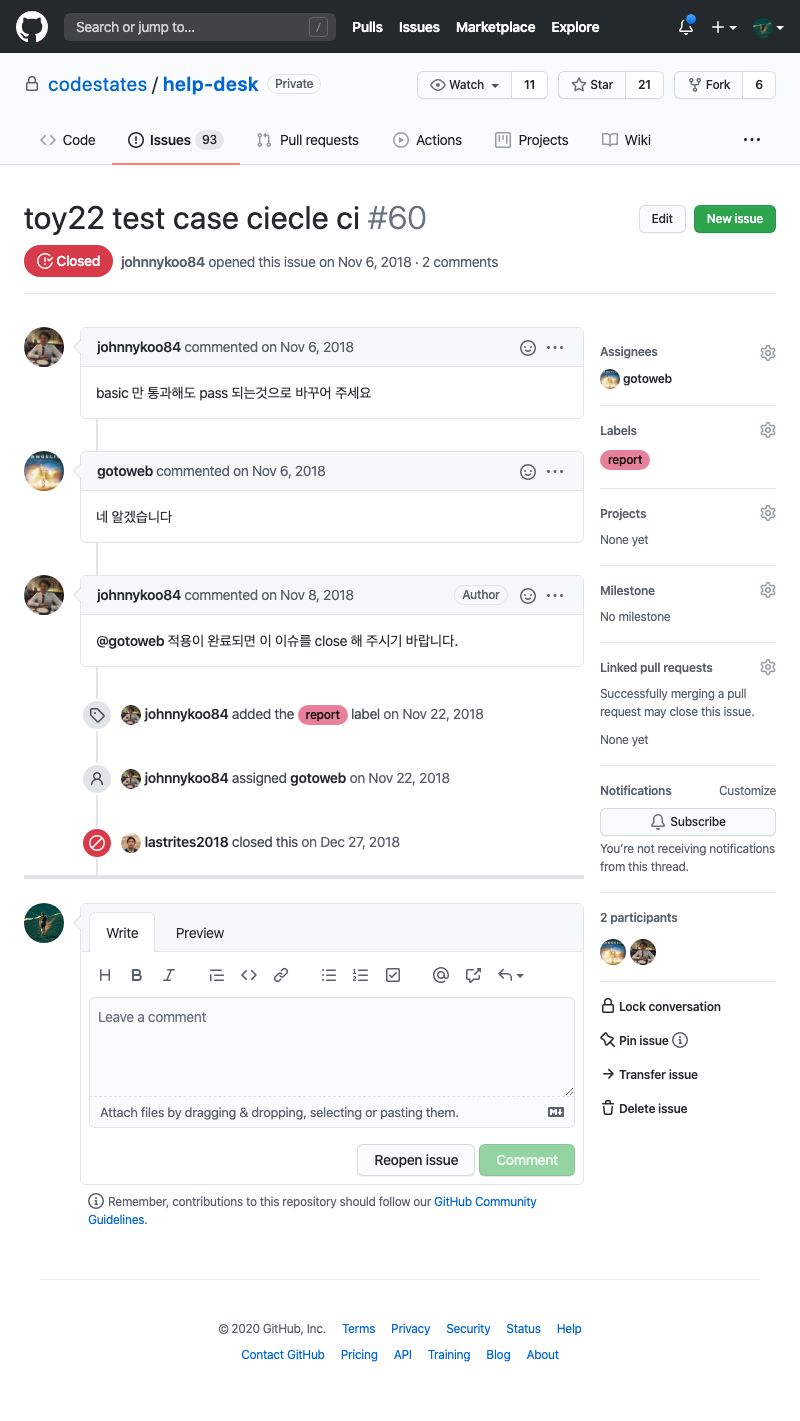 Search or jump to... /
Pulls Issues Marketplace Explore
codestates / help-desk Private
Watch 11 Star 21 Fork 6
Code Issues 93 Pull requests Actions Projects Wiki ...
toy22 test case ciecle ci #60
Edit New issue
Closed johnnykoo84 opened this issue on Nov 6, 2018 · 2 comments
johnnykoo84 commented on Nov 6, 2018
basic 만 통과해도 pass 되는것으로 바꾸어 주세요
gotoweb commented on Nov 6, 2018
네 알겠습니다
johnnykoo84 commented on Nov 8, 2018 Author
@gotoweb 적용이 완료되면 이 이슈를 close 해 주시기 바랍니다.
johnnykoo84 added the report label on Nov 22, 2018
johnnykoo84 assigned gotoweb on Nov 22, 2018
lastrites2018 closed this on Dec 27, 2018
Assignees
gotoweb
Labels
report
Projects
None yet
Milestone
No milestone
Linked pull requests
Successfully merging a pull
request may close this issue.
None yet
Notifications Customize
Subscribe
You’re not receiving notifications
from this thread.
2 participants
Lock conversation
Pin issue
Transfer issue
Delete issue
Write Preview
H B I
Leave a comment
Attach files by dragging & dropping, selecting or pasting them.
Reopen issue Comment
Remember, contributions to this repository should follow our GitHub Community
Guidelines.
© 2020 GitHub, Inc. Terms Privacy Security Status Help
Contact GitHub Pricing API Training Blog About